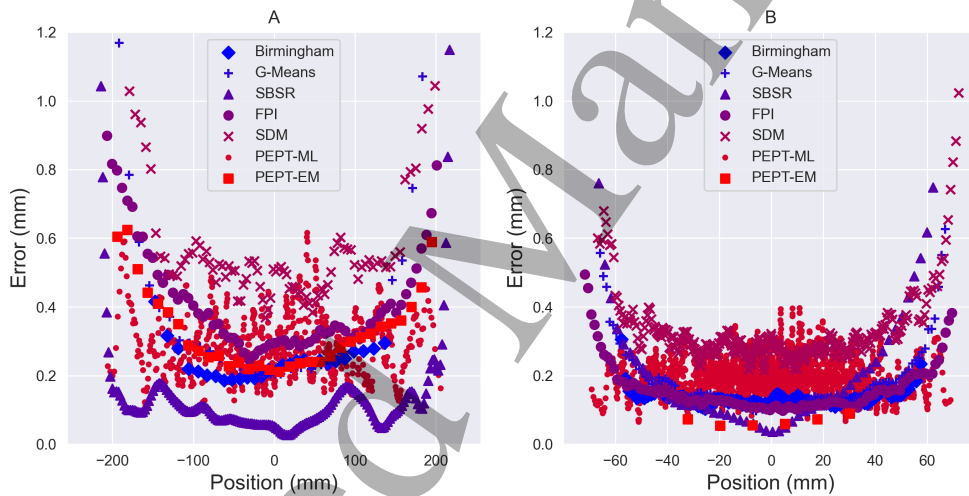 A
B
1.2
1.0
0.8
0.6
0.4
0.2
0.0
Error (mm)
Birmingham
G-Means
SBSR
FPI
SDM
PEPT-ML
PEPT-EM
−200
−100
0
100
200
Position (mm)
1.2
1.0
0.8
0.6
0.4
0.2
0.0
Error (mm)
Birmingham
G-Means
SBSR
FPI
SDM
PEPT-ML
PEPT-EM
−60
−40
−20
0
20
40
60
Position (mm)